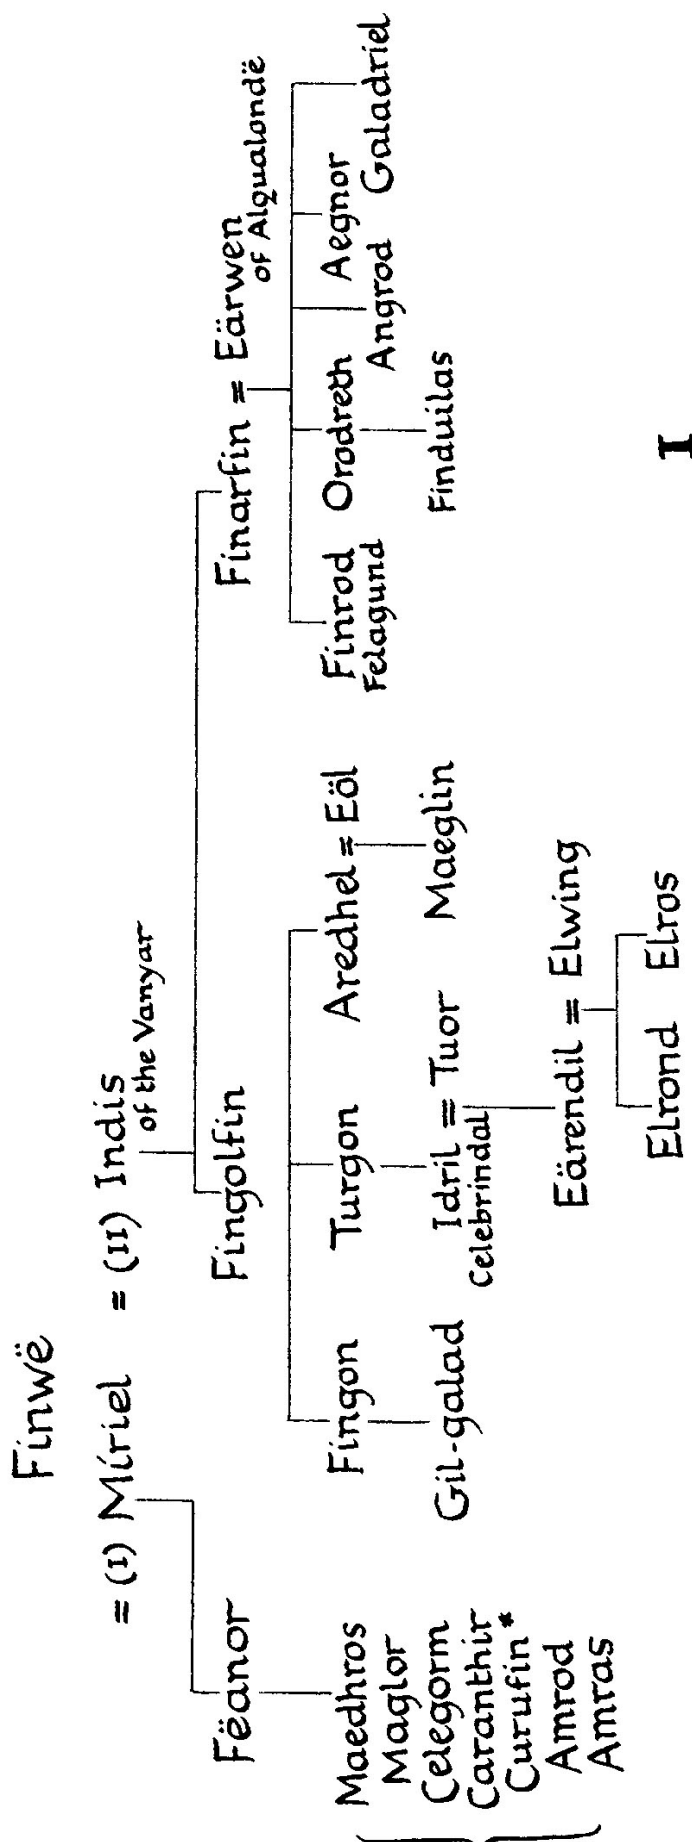 Finwë
= (I) Míriel = (II) Indis
of the Vanyar
Fëanor Fingolfin Finarfin = Eärwen
of Alqualondë
Maedhros
Maglor
Celegorm
Caranthir
Curufin*
Amrod
Amras
Fingon Turgon Aredhel = Eöl
Finrod
Felagund
Orodreth
Angrod
Aegnor
Galadriel
Gil-galad
Idril = Tuor
Celebrindal
Maeglin
Finduilas
Eärendil = Elwing
Elrond Elros
I